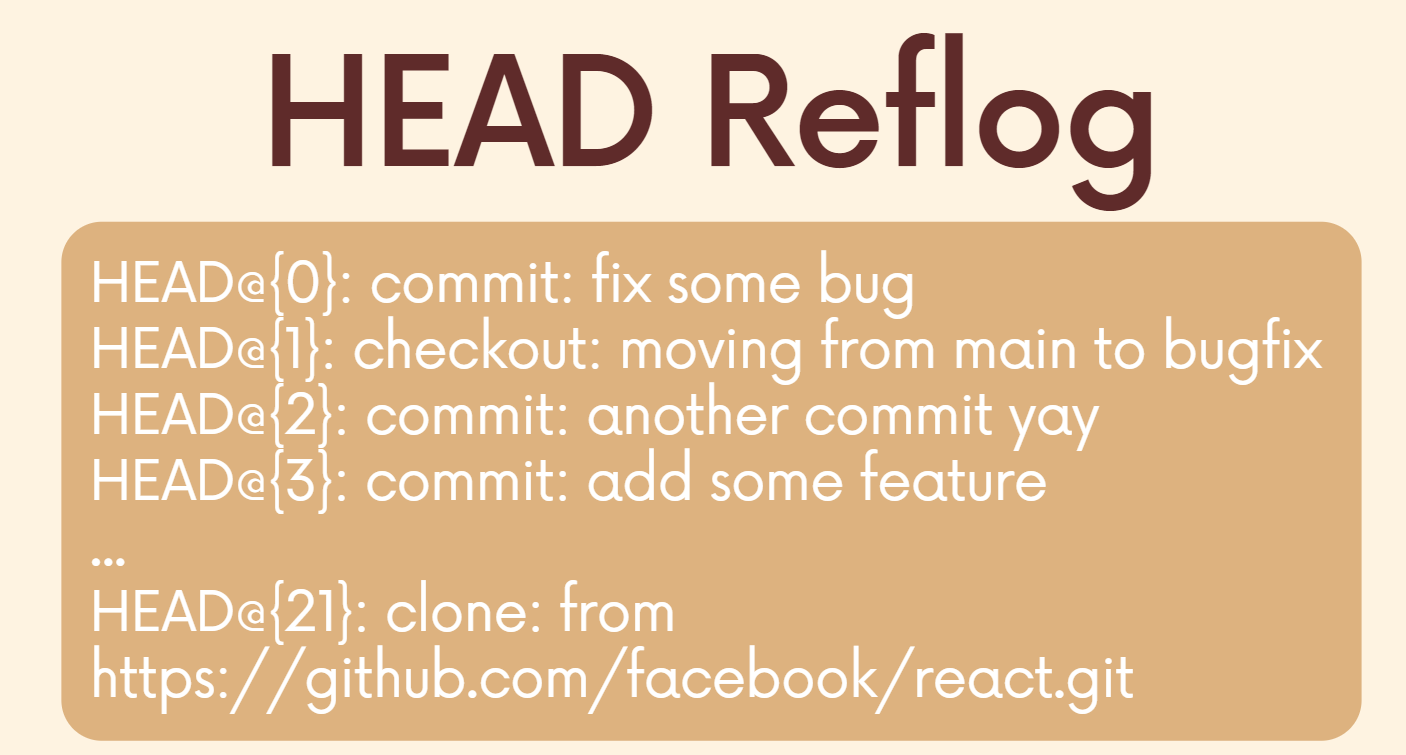 HEAD Reflog
HEAD@{0}: commit: fix some bug
HEAD@{1}: checkout: moving from main to bugfix
HEAD@{2}: commit: another commit yay
HEAD@{3}: commit: add some feature
...
HEAD@{21}: clone: from
https://github.com/facebook/react.git